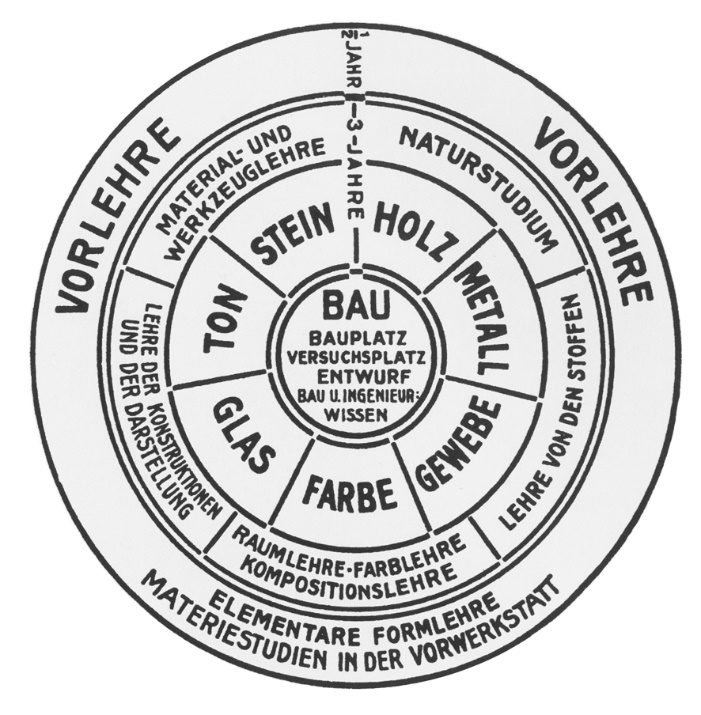 ½ JAHR
3 JAHRE
VORLEHRE
VORLEHRE
ELEMENTARE FORMLEHRE
MATERIESTUDIEN IN DER VORWERKSTATT
MATERIAL- UND
WERKZEUGLEHRE
NATURSTUDIUM
LEHRE VON DEN STOFFEN
RAUMLEHRE·FARBLEHRE
KOMPOSITIONSLEHRE
LEHRE DER KONSTRUKTIONEN
UND DER DARSTELLUNG
STEIN
HOLZ
METALL
GEWEBE
FARBE
GLAS
TON
BAU
BAUPLATZ
VERSUCHSPLATZ
ENTWURF
BAU U. INGENIEUR:
WISSEN